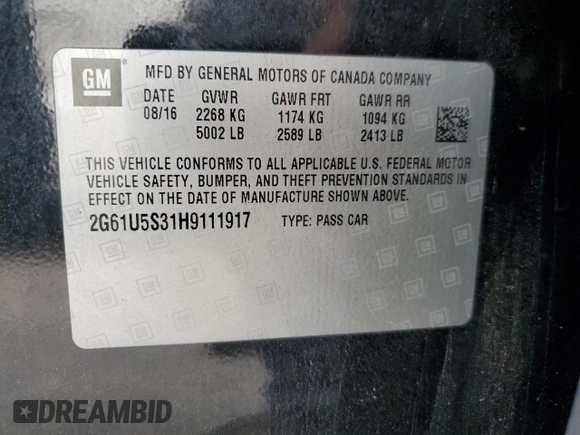 GM
MFD BY GENERAL MOTORS OF CANADA COMPANY
DATE GVWR GAWR FRT GAWR RR
08/16 2268 KG 1174 KG 1094 KG
5002 LB 2589 LB 2413 LB
THIS VEHICLE CONFORMS TO ALL APPLICABLE U.S. FEDERAL MOTOR
VEHICLE SAFETY, BUMPER, AND THEFT PREVENTION STANDARDS IN
EFFECT ON THE DATE OF MANUFACTURE SHOWN ABOVE.
2G61U5S31H9111917 TYPE: PASS CAR
DREAMBID